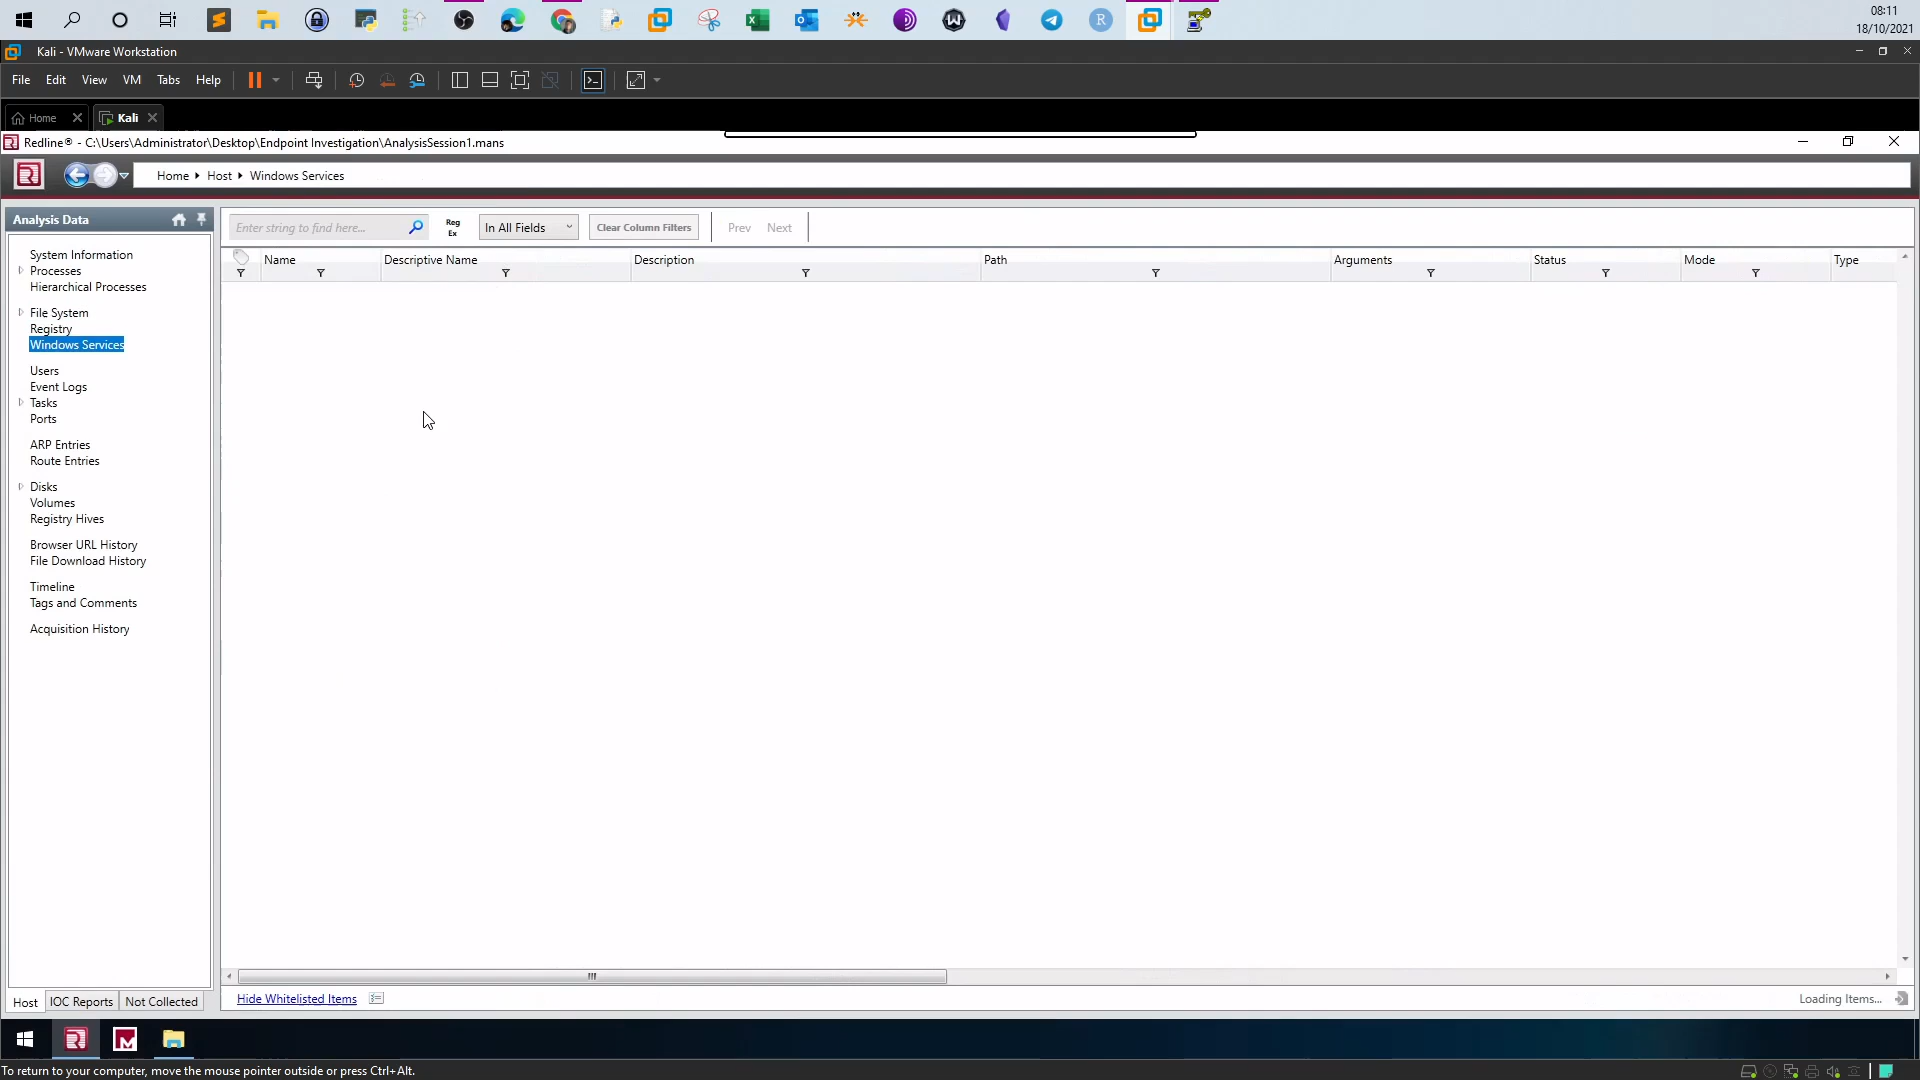 08:11
18/10/2021
Kali - VMware Workstation
File Edit View VM Tabs Help
Home Kali
Redline® - C:\Users\Administrator\Desktop\Endpoint Investigation\AnalysisSession1.mans
Home Host Windows Services
Analysis Data
Enter string to find here... Reg Ex In All Fields Clear Column Filters Prev Next
Name Descriptive Name Description Path Arguments Status Mode Type
System Information
Processes
Hierarchical Processes
File System
Registry
Windows Services
Users
Event Logs
Tasks
Ports
ARP Entries
Route Entries
Disks
Volumes
Registry Hives
Browser URL History
File Download History
Timeline
Tags and Comments
Acquisition History
Host IOC Reports Not Collected
Hide Whitelisted Items
Loading Items...
To return to your computer, move the mouse pointer outside or press Ctrl+Alt.